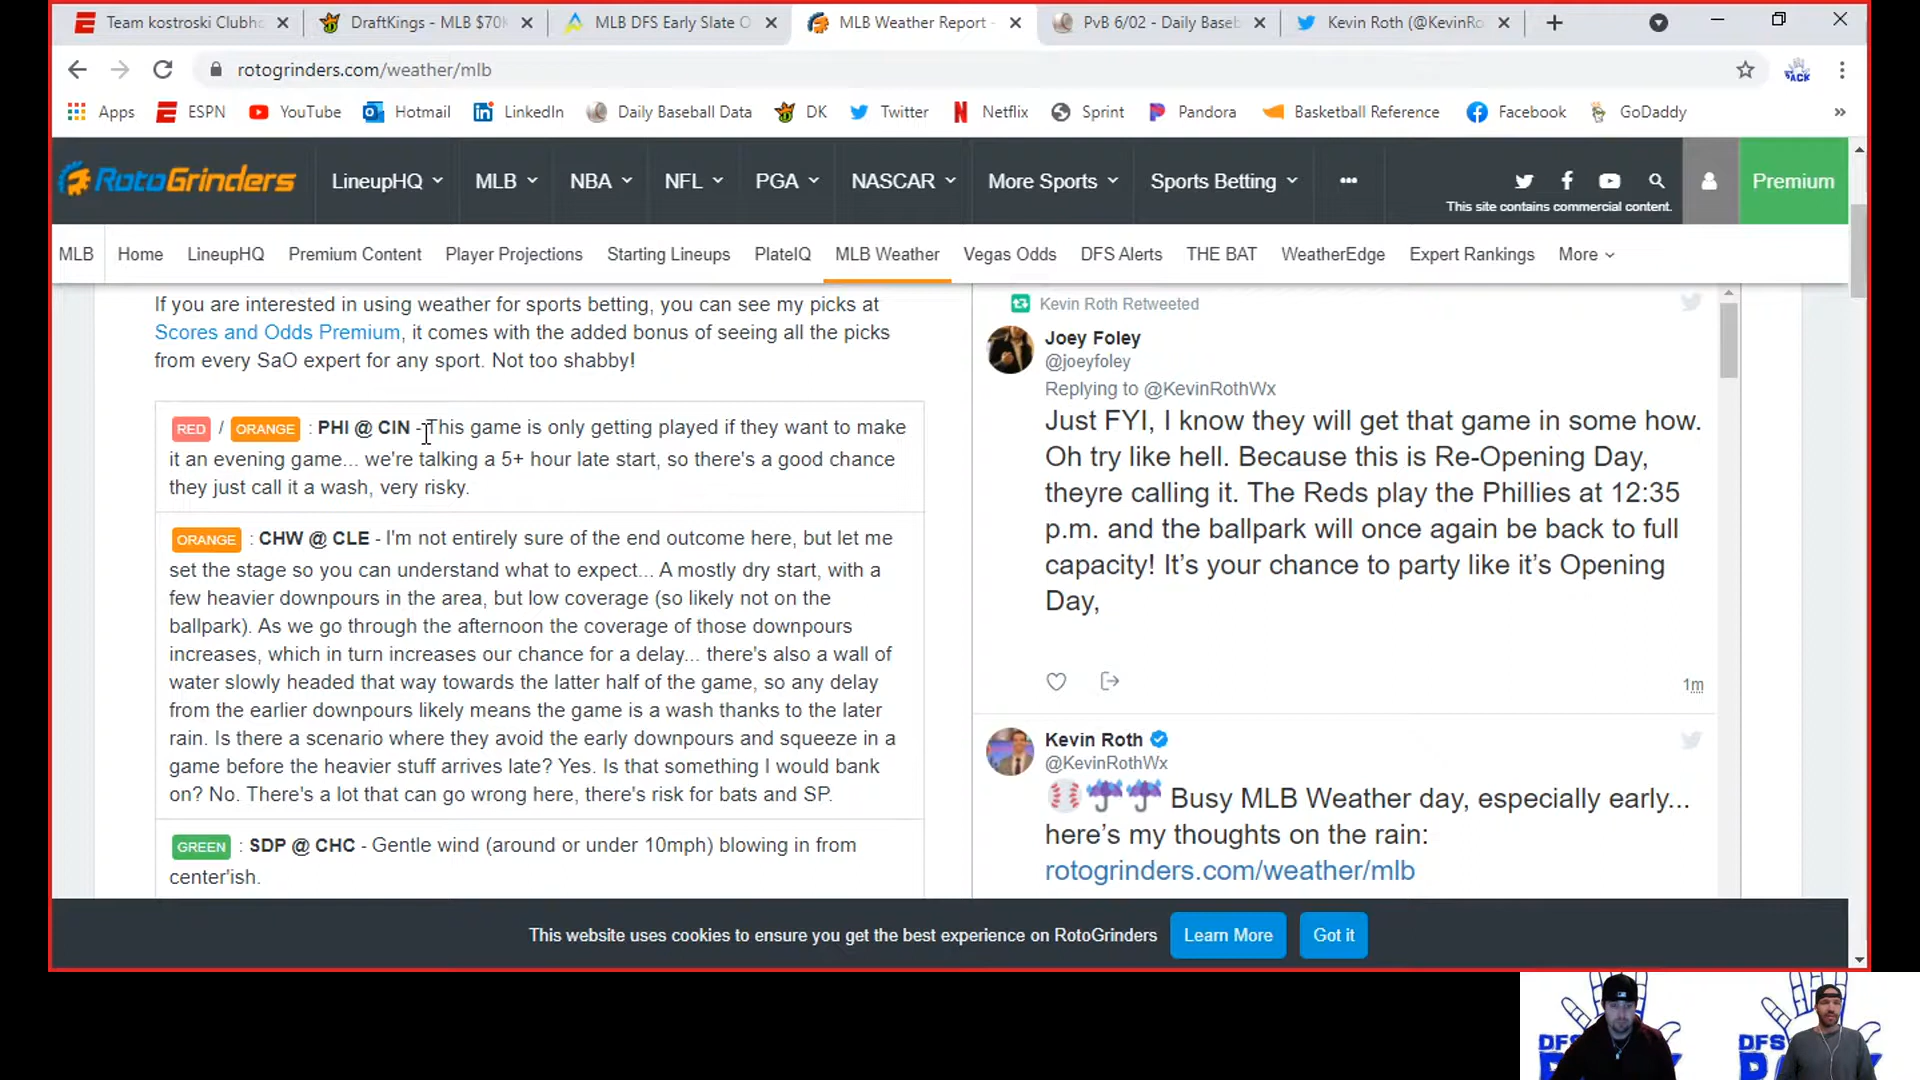 Team kostroski Clubho
DraftKings - MLB $70K
MLB DFS Early Slate O
MLB Weather Report -
PvB 6/02 - Daily Baseb
Kevin Roth (@KevinRo
rotogrinders.com/weather/mlb
Apps
ESPN
YouTube
Hotmail
LinkedIn
Daily Baseball Data
DK
Twitter
Netflix
Sprint
Pandora
Basketball Reference
Facebook
GoDaddy
»
RotoGrinders
LineupHQ
MLB
NBA
NFL
PGA
NASCAR
More Sports
Sports Betting
•••
This site contains commercial content.
Premium
MLB
Home
LineupHQ
Premium Content
Player Projections
Starting Lineups
PlateIQ
MLB Weather
Vegas Odds
DFS Alerts
THE BAT
WeatherEdge
Expert Rankings
More
If you are interested in using weather for sports betting, you can see my picks at
Scores and Odds Premium, it comes with the added bonus of seeing all the picks
from every SaO expert for any sport. Not too shabby!
RED / ORANGE : PHI @ CIN - This game is only getting played if they want to make
it an evening game... we're talking a 5+ hour late start, so there's a good chance
they just call it a wash, very risky.
ORANGE : CHW @ CLE - I'm not entirely sure of the end outcome here, but let me
set the stage so you can understand what to expect... A mostly dry start, with a
few heavier downpours in the area, but low coverage (so likely not on the
ballpark). As we go through the afternoon the coverage of those downpours
increases, which in turn increases our chance for a delay... there's also a wall of
water slowly headed that way towards the latter half of the game, so any delay
from the earlier downpours likely means the game is a wash thanks to the later
rain. Is there a scenario where they avoid the early downpours and squeeze in a
game before the heavier stuff arrives late? Yes. Is that something I would bank
on? No. There's a lot that can go wrong here, there's risk for bats and SP.
GREEN : SDP @ CHC - Gentle wind (around or under 10mph) blowing in from
center'ish.
Kevin Roth Retweeted
Joey Foley
@joeyfoley
Replying to @KevinRothWx
Just FYI, I know they will get that game in some how.
Oh try like hell. Because this is Re-Opening Day,
theyre calling it. The Reds play the Phillies at 12:35
p.m. and the ballpark will once again be back to full
capacity! It’s your chance to party like it’s Opening
Day,
1m
Kevin Roth
@KevinRothWx
Busy MLB Weather day, especially early...
here’s my thoughts on the rain:
rotogrinders.com/weather/mlb
This website uses cookies to ensure you get the best experience on RotoGrinders
Learn More
Got it
DFS
DFS